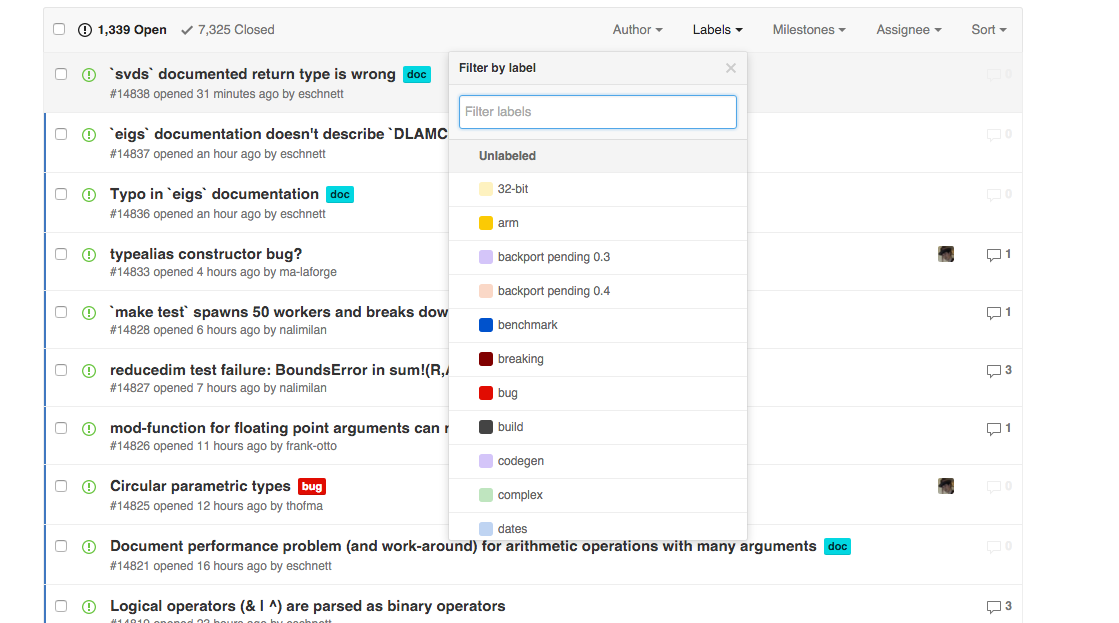 1,339 Open 7,325 Closed Author Labels Milestones Assignee Sort
Filter by label
Filter labels
Unlabeled
32-bit
arm
backport pending 0.3
backport pending 0.4
benchmark
breaking
bug
build
codegen
complex
dates
`svds` documented return type is wrong doc 0
#14838 opened 31 minutes ago by eschnett
`eigs` documentation doesn't describe `DLAMC 0
#14837 opened an hour ago by eschnett
Typo in `eigs` documentation doc 0
#14836 opened an hour ago by eschnett
typealias constructor bug? 1
#14833 opened 4 hours ago by ma-laforge
`make test` spawns 50 workers and breaks dow 1
#14828 opened 6 hours ago by nalimilan
reducedim test failure: BoundsError in sum!(R, 3
#14827 opened 7 hours ago by nalimilan
mod-function for floating point arguments can 1
#14826 opened 11 hours ago by frank-otto
Circular parametric types bug 0
#14825 opened 12 hours ago by thofma
Document performance problem (and work-around) for arithmetic operations with many arguments doc 0
#14821 opened 16 hours ago by eschnett
Logical operators (& | ^) are parsed as binary operators 3